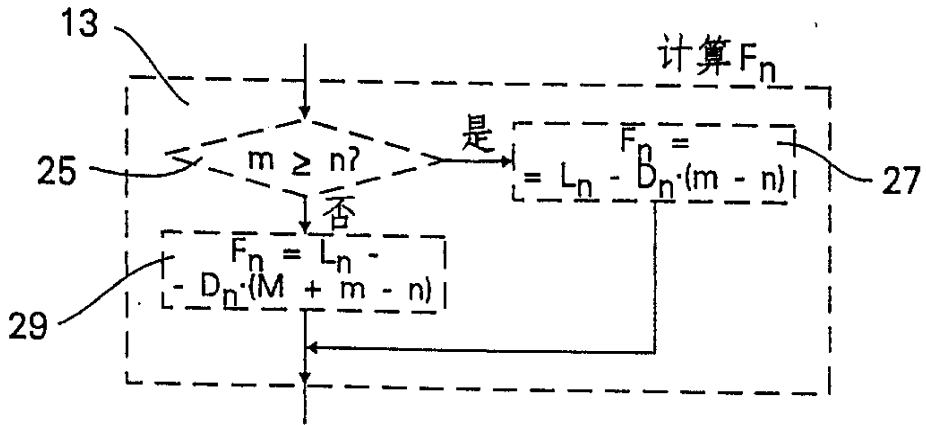 13
计算Fn
25
m ≥ n?
是
Fn =
= Ln - Dn·(m - n)
27
否
Fn = Ln -
- Dn·(M + m - n)
29